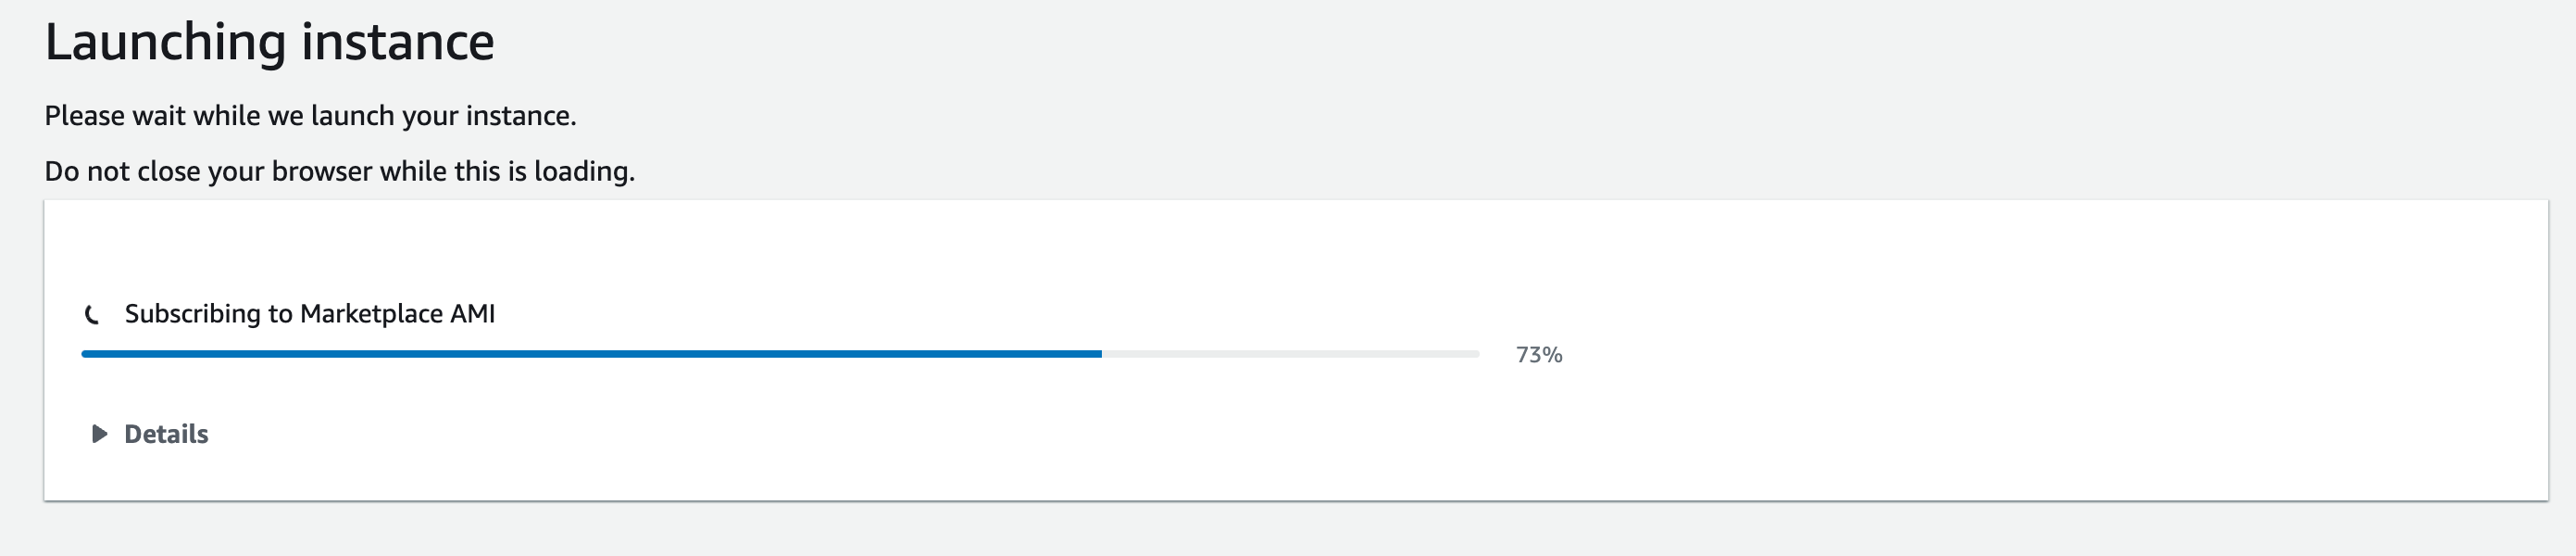 Launching instance
Please wait while we launch your instance.
Do not close your browser while this is loading.
Subscribing to Marketplace AMI
73%
Details